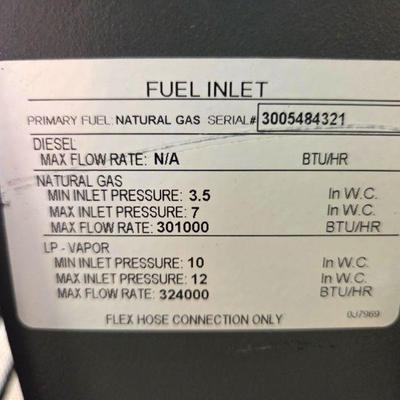 FUEL INLET
PRIMARY FUEL: NATURAL GAS SERIAL# 3005484321
DIESEL
MAX FLOW RATE: N/A BTU/HR
NATURAL GAS
MIN INLET PRESSURE: 3.5 In W.C.
MAX INLET PRESSURE: 7 In W.C.
MAX FLOW RATE: 301000 BTU/HR
LP - VAPOR
MIN INLET PRESSURE: 10 In W.C.
MAX INLET PRESSURE: 12 In W.C.
MAX FLOW RATE: 324000 BTU/HR
FLEX HOSE CONNECTION ONLY 0J7969